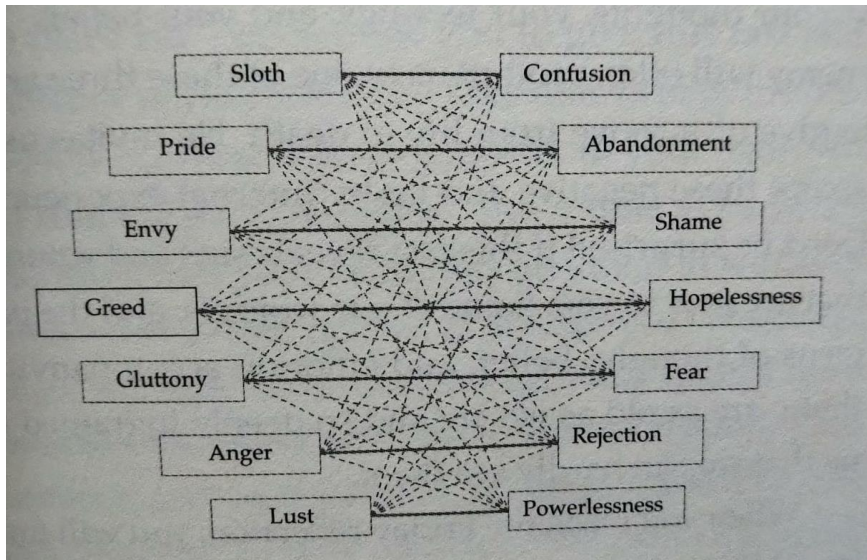 Sloth
Confusion
Pride
Abandonment
Envy
Shame
Greed
Hopelessness
Gluttony
Fear
Anger
Rejection
Lust
Powerlessness